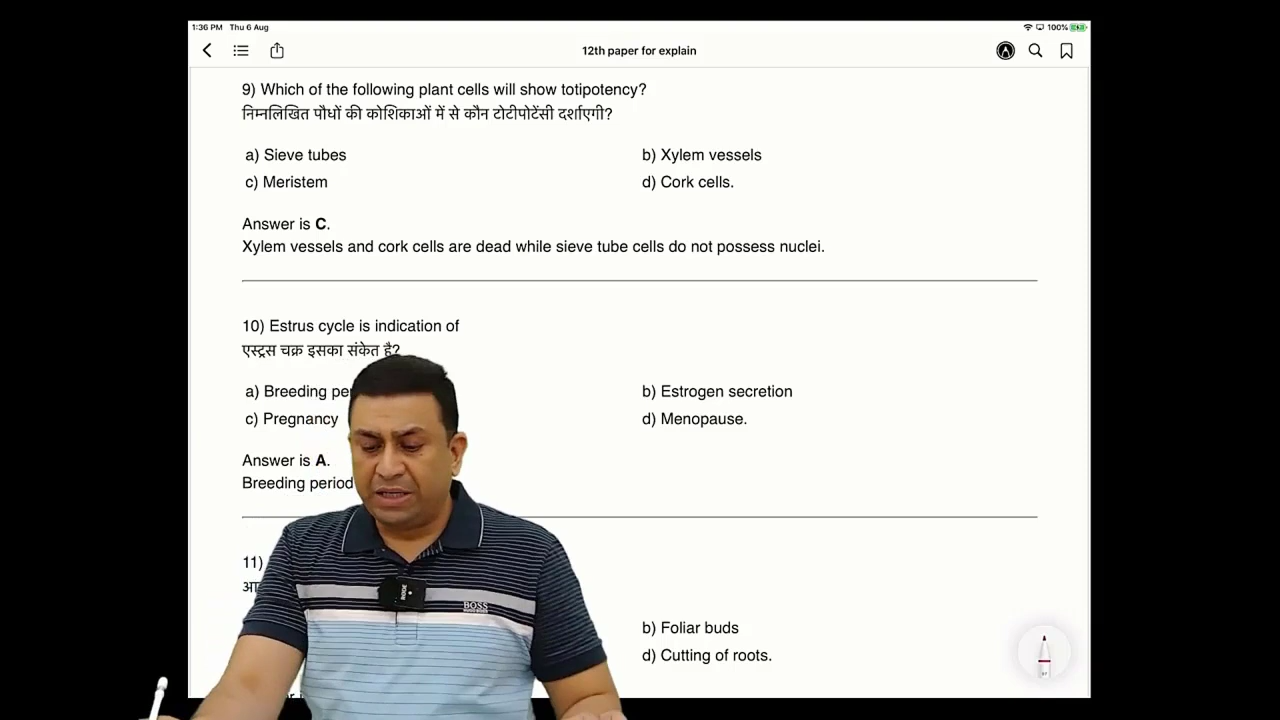 1:36 PM Thu 6 Aug
100%
12th paper for explain
9) Which of the following plant cells will show totipotency?
निम्नलिखित पौधों की कोशिकाओं में से कौन टोटीपोटेंसी दर्शाएगी?
a) Sieve tubes
b) Xylem vessels
c) Meristem
d) Cork cells.
Answer is C.
Xylem vessels and cork cells are dead while sieve tube cells do not possess nuclei.
10) Estrus cycle is indication of
एस्ट्रस चक्र इसका संकेत है?
a) Breeding
b) Estrogen secretion
c) Pregnancy
d) Menopause.
Answer is A.
Breeding period
11)
b) Foliar buds
d) Cutting of roots.
RODE
BOSS
HUGO BOSS